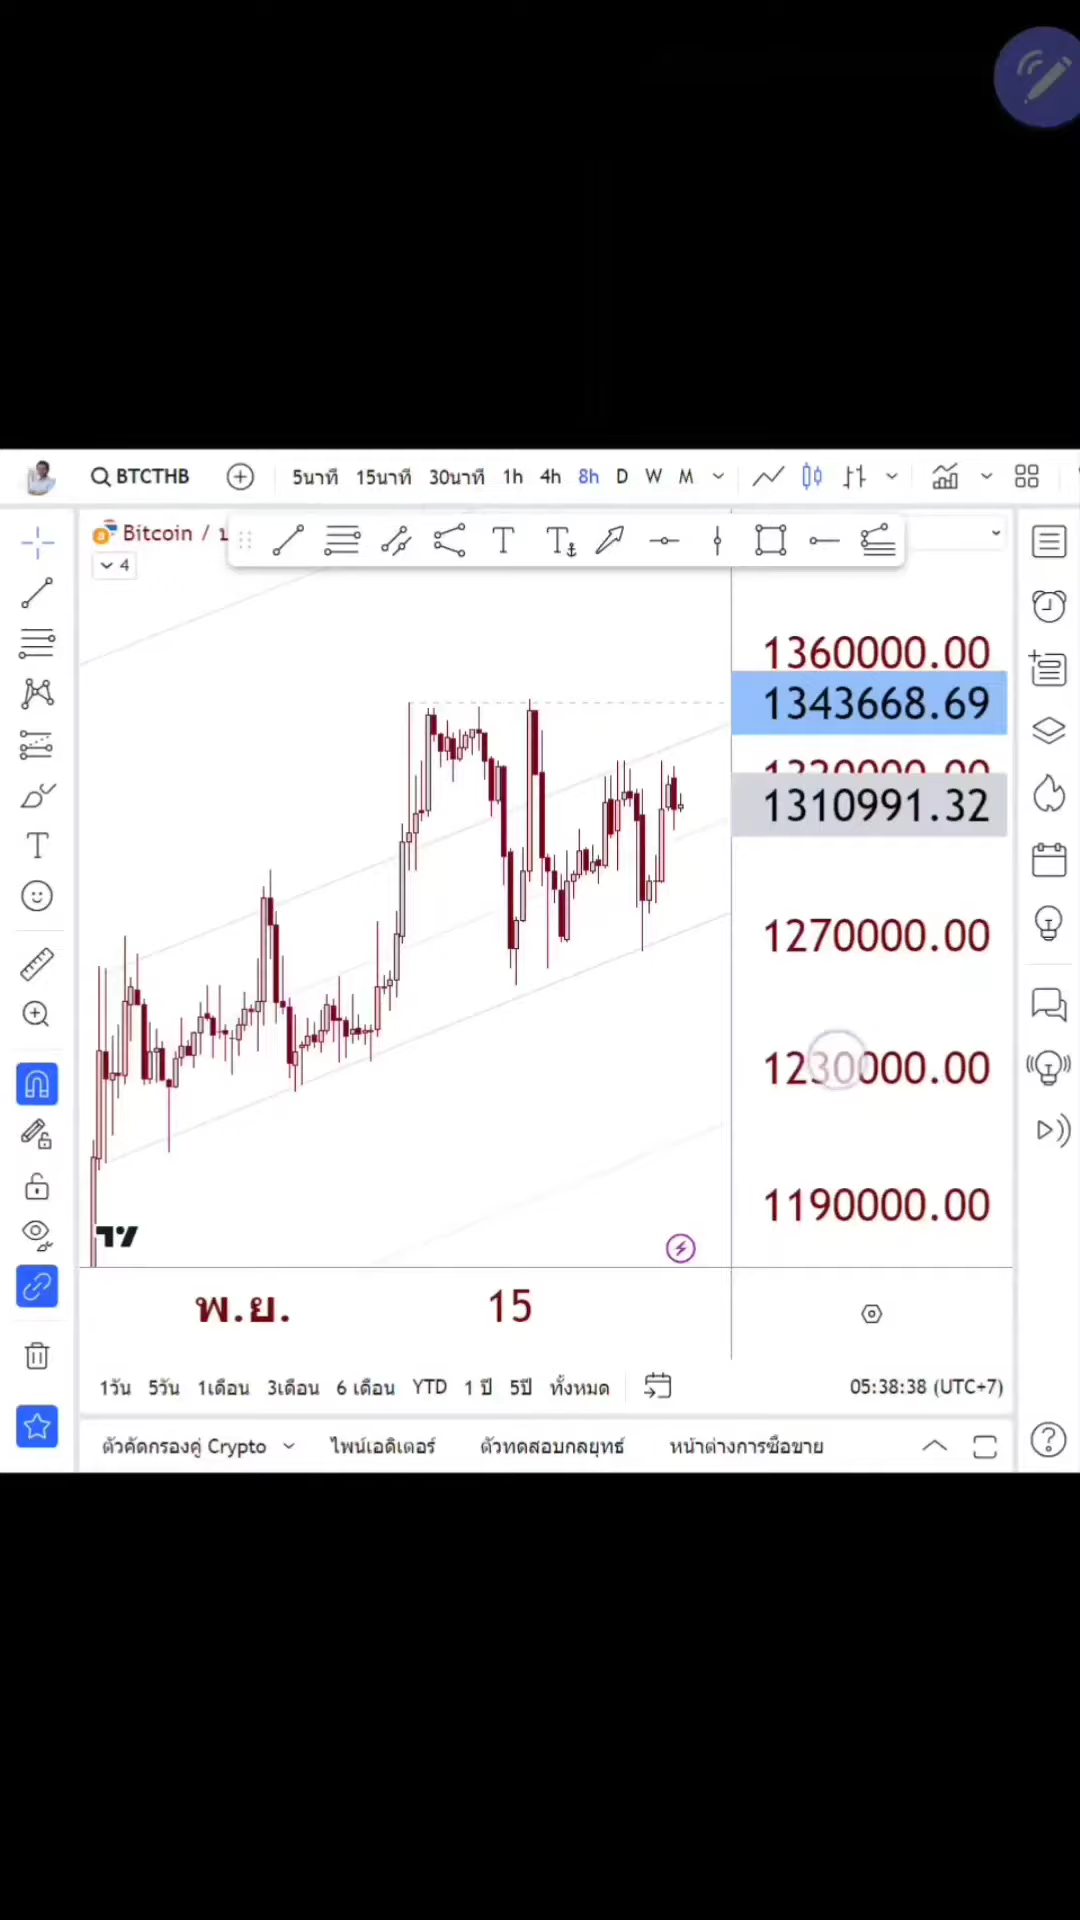 BTCTHB
5นาที 15นาที 30นาที 1h 4h 8h D W M
Bitcoin /
4
1360000.00
1343668.69
1320000.00
1310991.32
1270000.00
1230000.00
1190000.00
พ.ย. 15
1วัน 5วัน 1เดือน 3เดือน 6 เดือน YTD 1 ปี 5ปี ทั้งหมด
05:38:38 (UTC+7)
ตัวคัดกรองคู่ Crypto ไพน์เอดิเตอร์ ตัวทดสอบกลยุทธ์ หน้าต่างการซื้อขาย